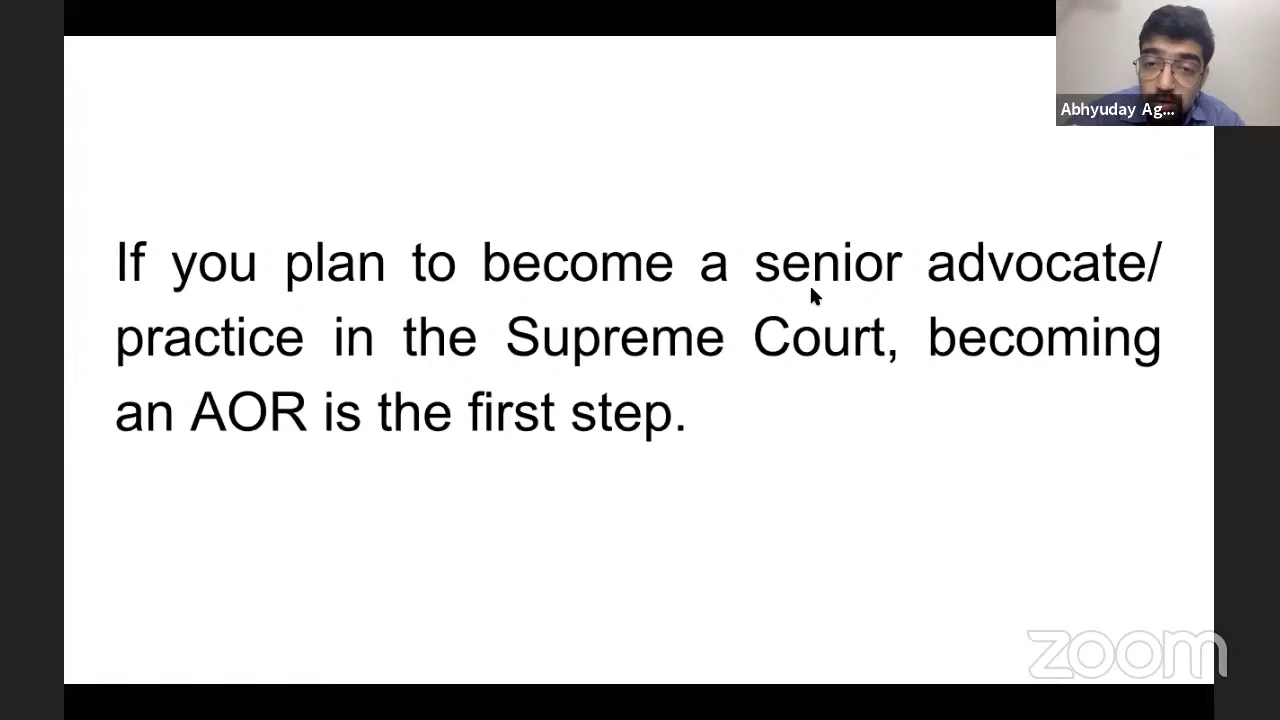 Abhyuday Ag...
If you plan to become a senior advocate/
practice in the Supreme Court, becoming
an AOR is the first step.
zoom